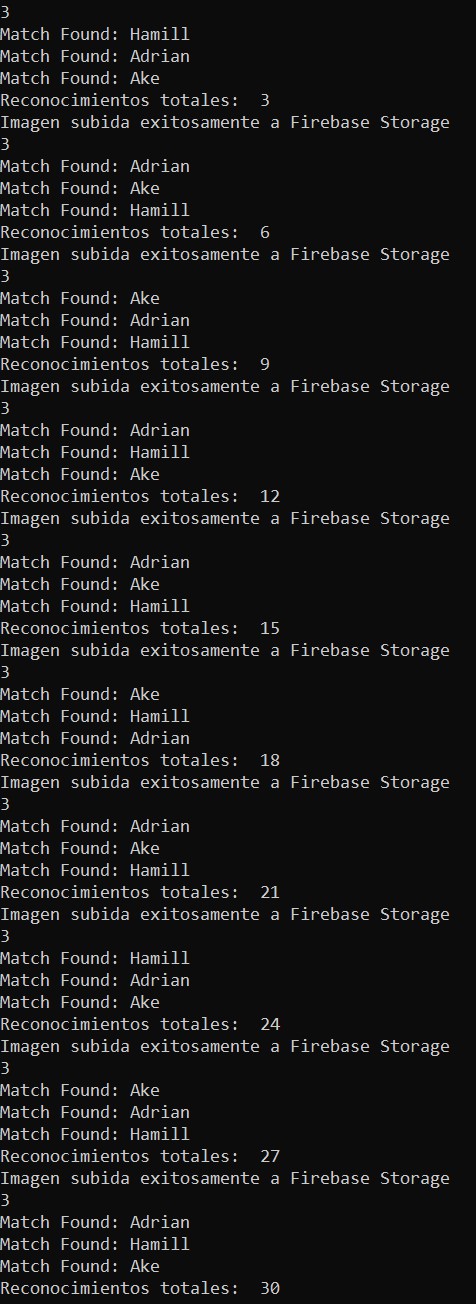 3
Match Found: Hamill
Match Found: Adrian
Match Found: Ake
Reconocimientos totales:  3
Imagen subida exitosamente a Firebase Storage
3
Match Found: Adrian
Match Found: Ake
Match Found: Hamill
Reconocimientos totales:  6
Imagen subida exitosamente a Firebase Storage
3
Match Found: Ake
Match Found: Adrian
Match Found: Hamill
Reconocimientos totales:  9
Imagen subida exitosamente a Firebase Storage
3
Match Found: Adrian
Match Found: Hamill
Match Found: Ake
Reconocimientos totales:  12
Imagen subida exitosamente a Firebase Storage
3
Match Found: Adrian
Match Found: Ake
Match Found: Hamill
Reconocimientos totales:  15
Imagen subida exitosamente a Firebase Storage
3
Match Found: Ake
Match Found: Hamill
Match Found: Adrian
Reconocimientos totales:  18
Imagen subida exitosamente a Firebase Storage
3
Match Found: Adrian
Match Found: Ake
Match Found: Hamill
Reconocimientos totales:  21
Imagen subida exitosamente a Firebase Storage
3
Match Found: Hamill
Match Found: Adrian
Match Found: Ake
Reconocimientos totales:  24
Imagen subida exitosamente a Firebase Storage
3
Match Found: Ake
Match Found: Adrian
Match Found: Hamill
Reconocimientos totales:  27
Imagen subida exitosamente a Firebase Storage
3
Match Found: Adrian
Match Found: Hamill
Match Found: Ake
Reconocimientos totales:  30